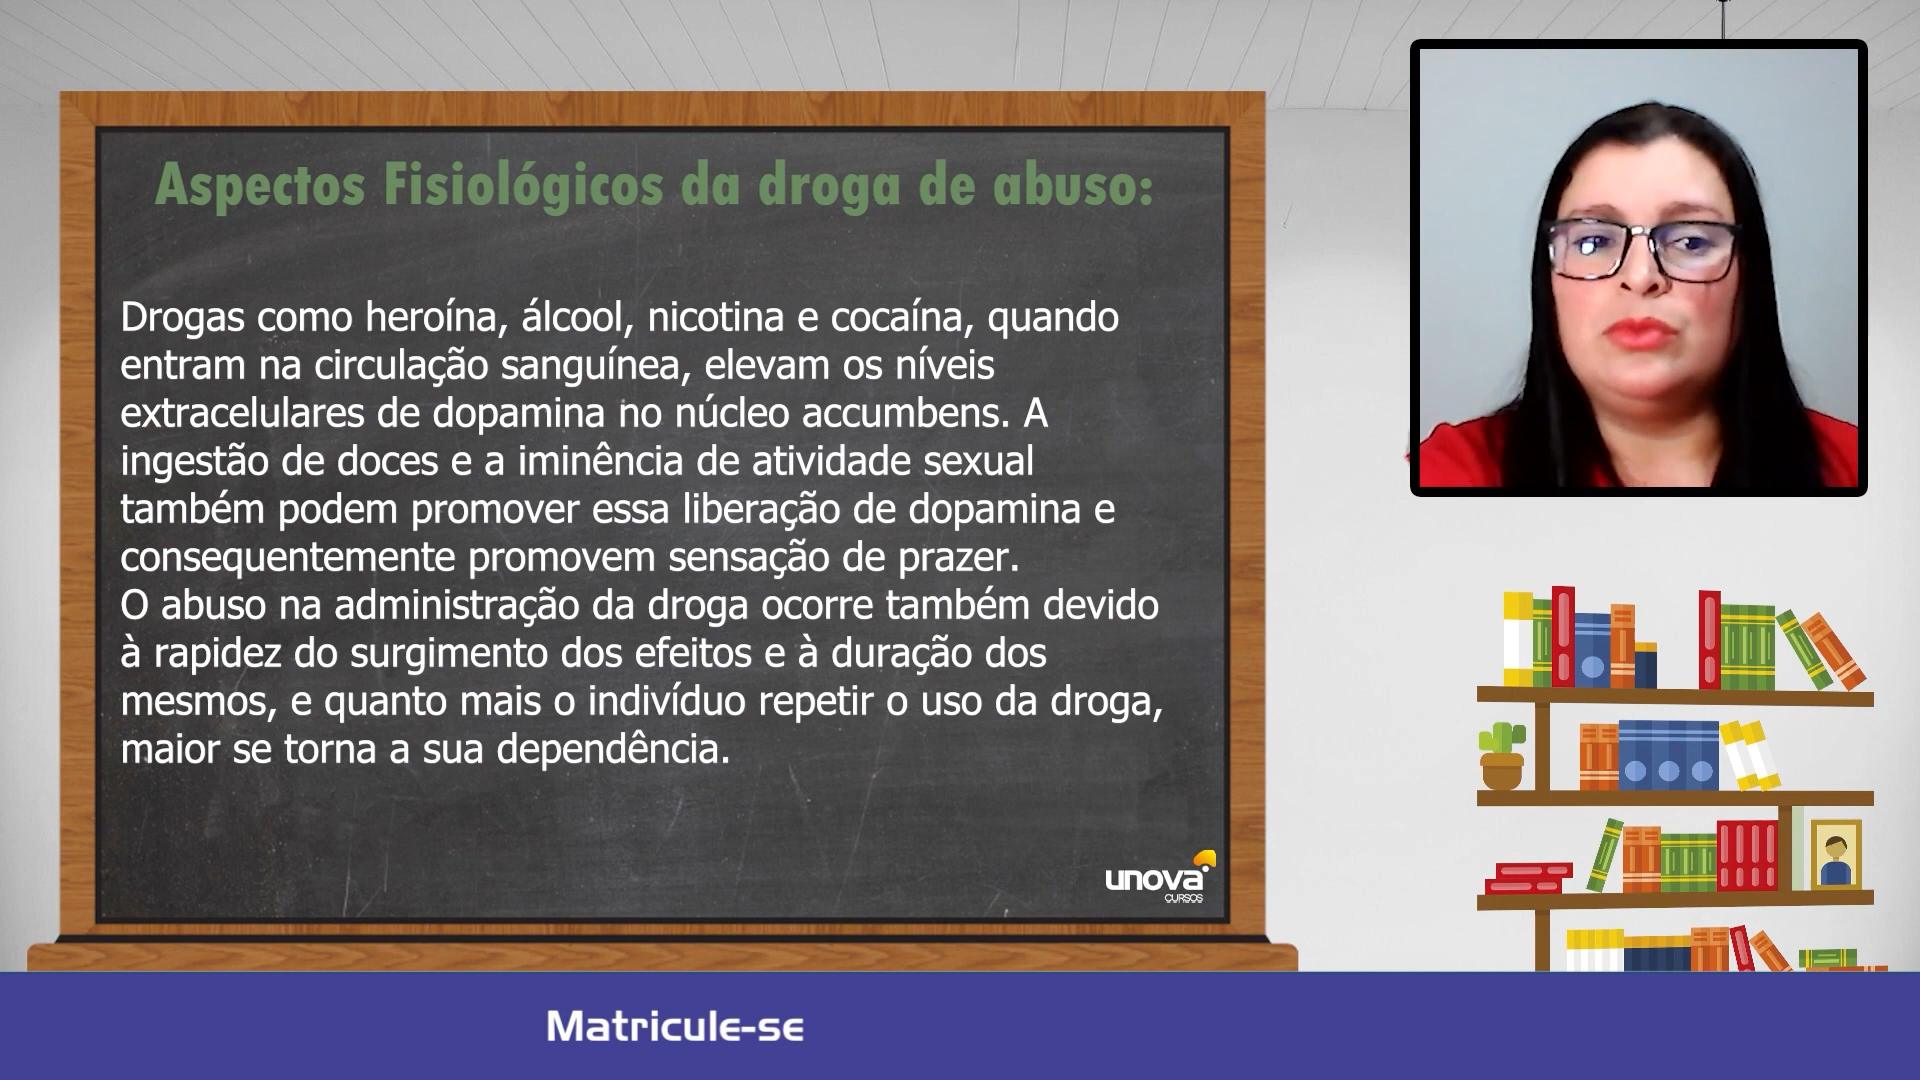 Aspectos Fisiológicos da droga de abuso:
Drogas como heroína, álcool, nicotina e cocaína, quando
entram na circulação sanguínea, elevam os níveis
extracelulares de dopamina no núcleo accumbens. A
ingestão de doces e a iminência de atividade sexual
também podem promover essa liberação de dopamina e
consequentemente promovem sensação de prazer.
O abuso na administração da droga ocorre também devido
à rapidez do surgimento dos efeitos e à duração dos
mesmos, e quanto mais o indivíduo repetir o uso da droga,
maior se torna a sua dependência.
unova
CURSOS
Matricule-se